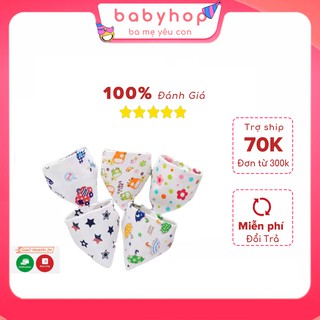 babyhop
ba mẹ yêu con
100% Đánh Giá
Trợ ship
70K
Đơn từ 300k
Miễn phí
Đổi Trả